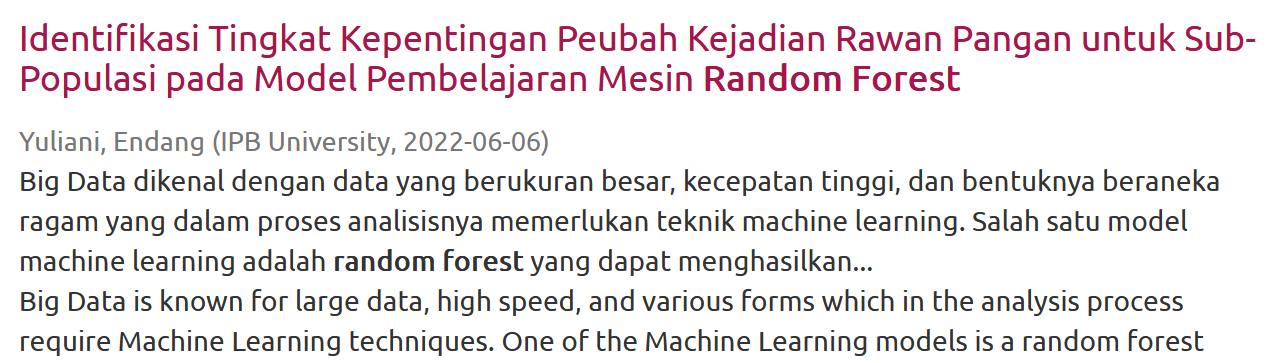 Identifikasi Tingkat Kepentingan Peubah Kejadian Rawan Pangan untuk Sub-
Populasi pada Model Pembelajaran Mesin Random Forest
Yuliani, Endang (IPB University, 2022-06-06)
Big Data dikenal dengan data yang berukuran besar, kecepatan tinggi, dan bentuknya beraneka
ragam yang dalam proses analisisnya memerlukan teknik machine learning. Salah satu model
machine learning adalah random forest yang dapat menghasilkan...
Big Data is known for large data, high speed, and various forms which in the analysis process
require Machine Learning techniques. One of the Machine Learning models is a random forest